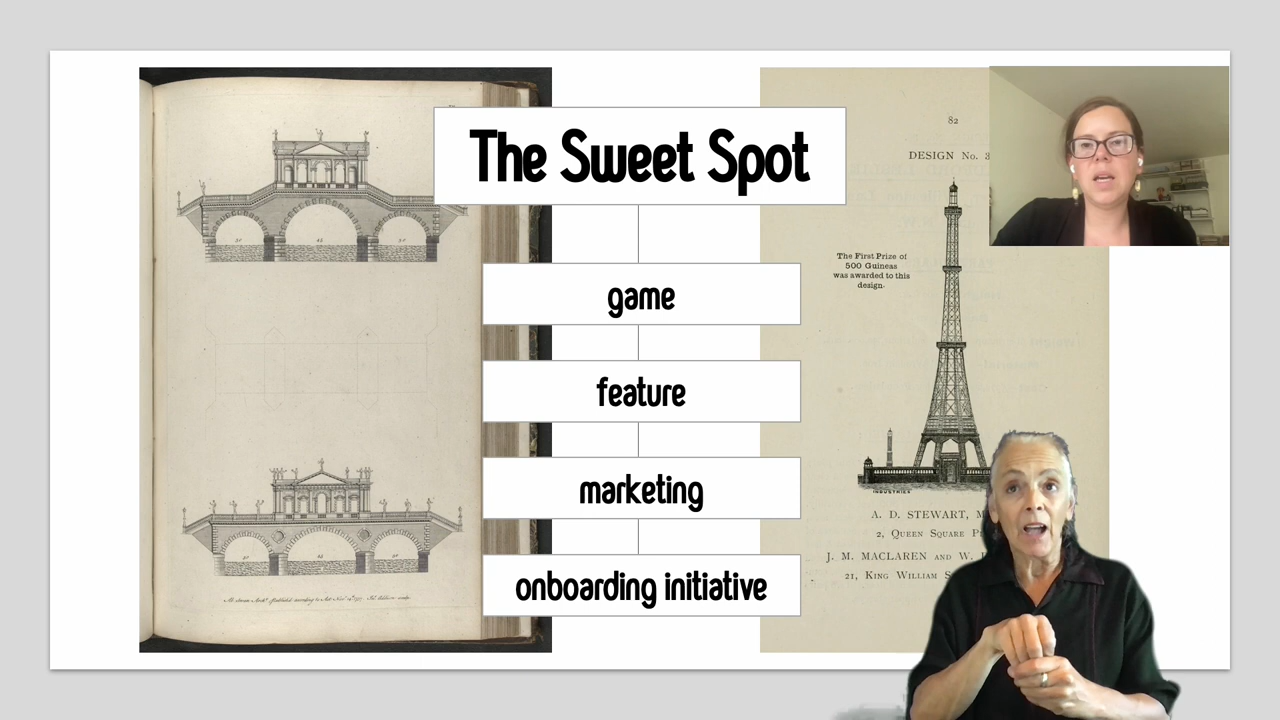 The Sweet Spot
game
feature
marketing
onboarding initiative
82
DESIGN No.
The First Prize of
500 Guineas
was awarded to this
design.
INDUSTRIES
A. D. STEWART,
2, QUEEN SQUARE
J. M. MACLAREN AND W.
21, KING WILLIAM